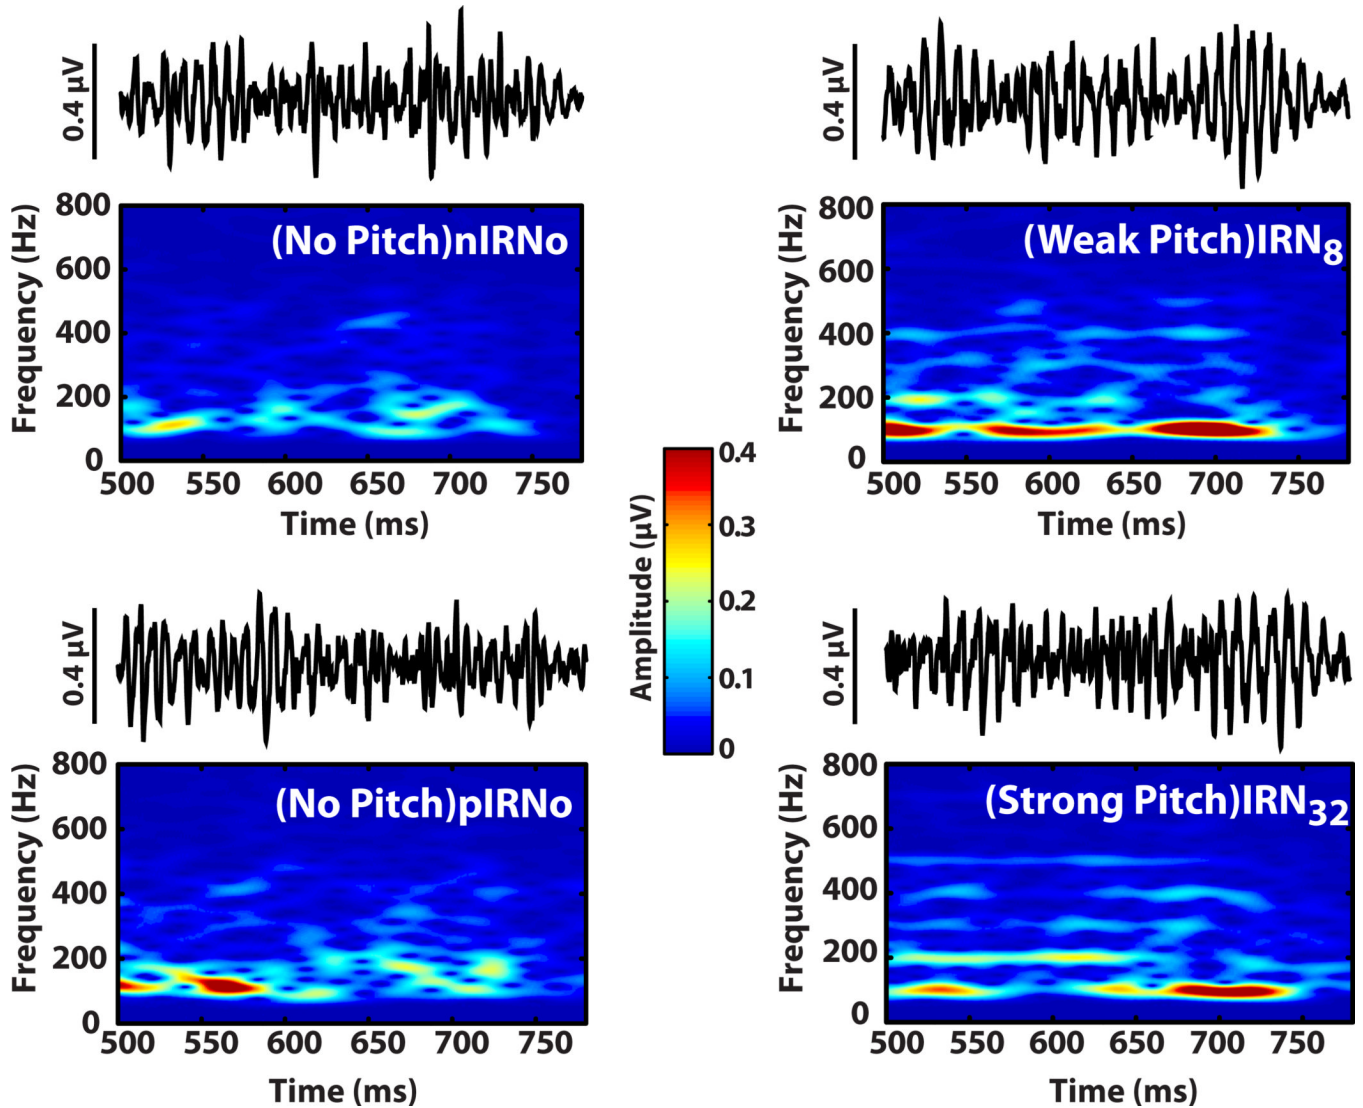 0.4 µV
0.4 µV
Frequency (Hz)
800
600
400
200
0
(No Pitch)nIRNo
500 550 600 650 700 750
Time (ms)
Frequency (Hz)
800
600
400
200
0
(Weak Pitch)IRN8
500 550 600 650 700 750
Time (ms)
Amplitude (µV)
0.4
0.3
0.2
0.1
0
0.4 µV
0.4 µV
Frequency (Hz)
800
600
400
200
0
(No Pitch)pIRNo
500 550 600 650 700 750
Time (ms)
Frequency (Hz)
800
600
400
200
0
(Strong Pitch)IRN32
500 550 600 650 700 750
Time (ms)